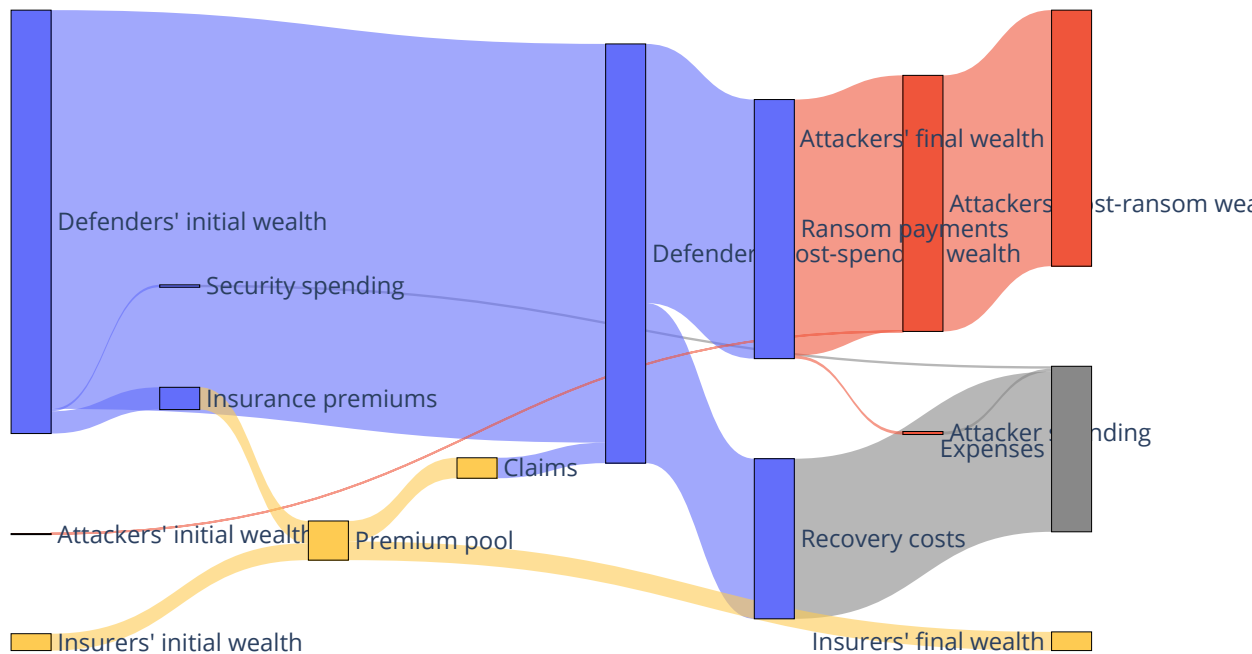 Attackers' final wealth
Attackers' post-ransom wea
Defenders' initial wealth
Ransom payments
Defenders' post-spending wealth
Security spending
Insurance premiums
Attacker spending
Expenses
Claims
Attackers' initial wealth
Premium pool
Recovery costs
Insurers' initial wealth
Insurers' final wealth